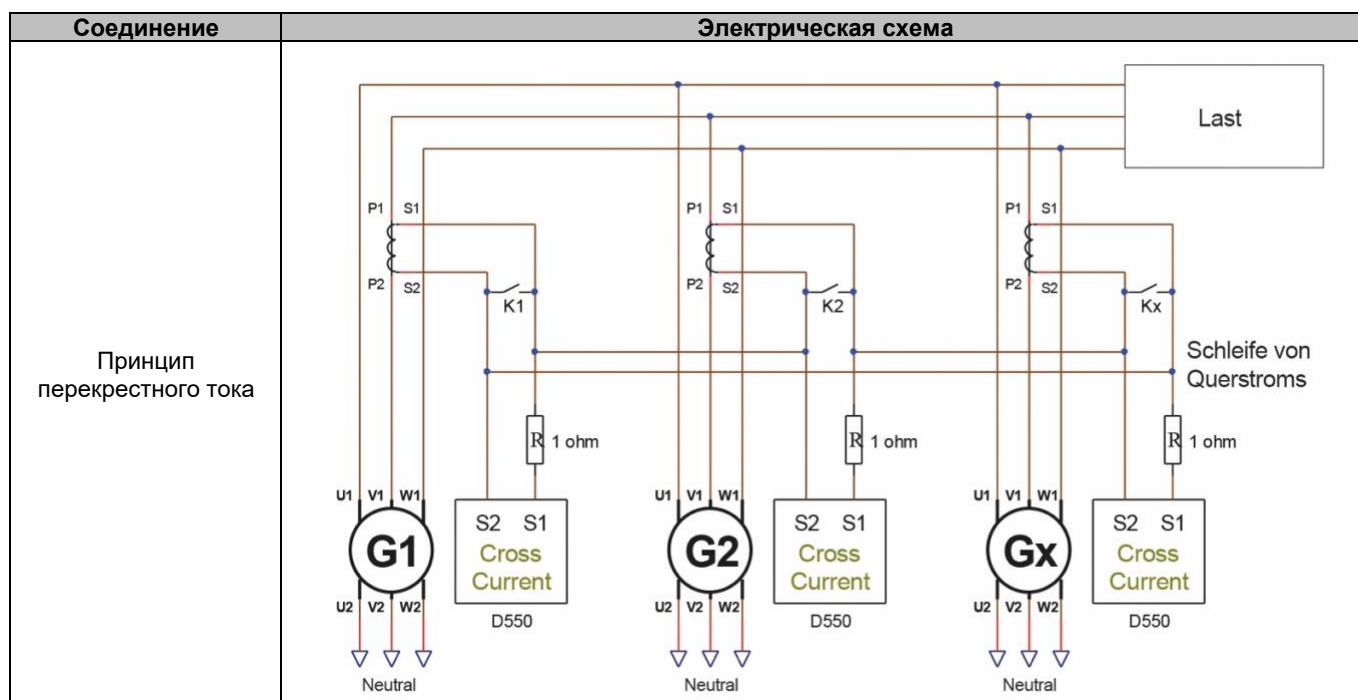 Соединение
Электрическая схема
Принцип
перекрестного тока
Last
P1 S1
P2 S2
K1
P1 S1
P2 S2
K2
P1 S1
P2 S2
Kx
Schleife von
Querstroms
R 1 ohm
R 1 ohm
R 1 ohm
U1 V1 W1
G1
U2 V2 W2
Neutral
S2 S1
Cross
Current
D550
U1 V1 W1
G2
U2 V2 W2
Neutral
S2 S1
Cross
Current
D550
U1 V1 W1
Gx
U2 V2 W2
Neutral
S2 S1
Cross
Current
D550